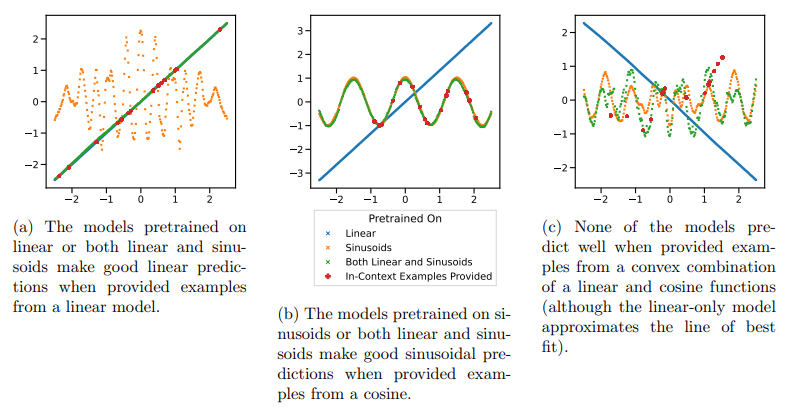 2
1
0
−1
−2
−2
−1
0
1
2
(a) The models pretrained on
linear or both linear and sinu-
soids make good linear predic-
tions when provided examples
from a linear model.
3
2
1
0
−1
−2
−3
−2
−1
0
1
2
Pretrained On
Linear
Sinusoids
Both Linear and Sinusoids
In-Context Examples Provided
(b) The models pretrained on si-
nusoids or both linear and sinu-
soids make good sinusoidal pre-
dictions when provided exam-
ples from a cosine.
2
1
0
−1
−2
−2
−1
0
1
2
(c) None of the models pre-
dict well when provided exam-
ples from a convex combination
of a linear and cosine functions
(although the linear-only model
approximates the line of best
fit).